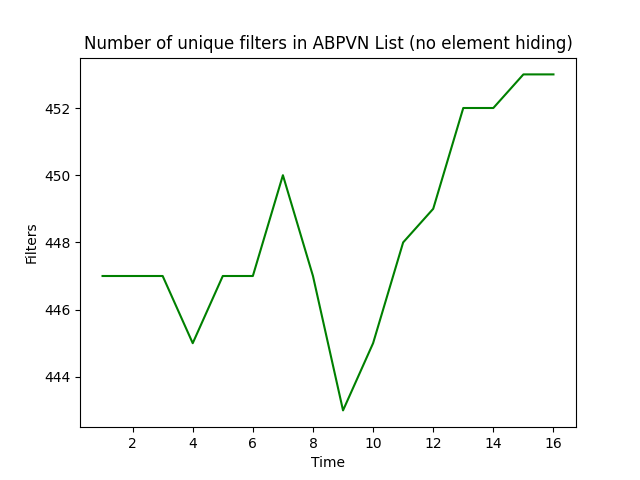 Number of unique filters in ABPVN List (no element hiding)
Filters
452
450
448
446
444
2 4 6 8 10 12 14 16
Time